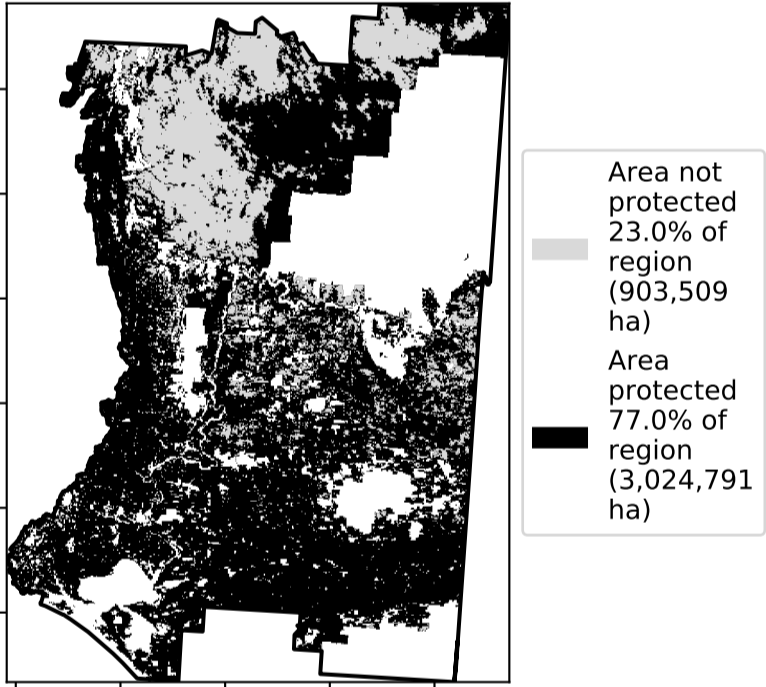 Area not
protected
23.0% of
region
(903,509
ha)
Area
protected
77.0% of
region
(3,024,791
ha)